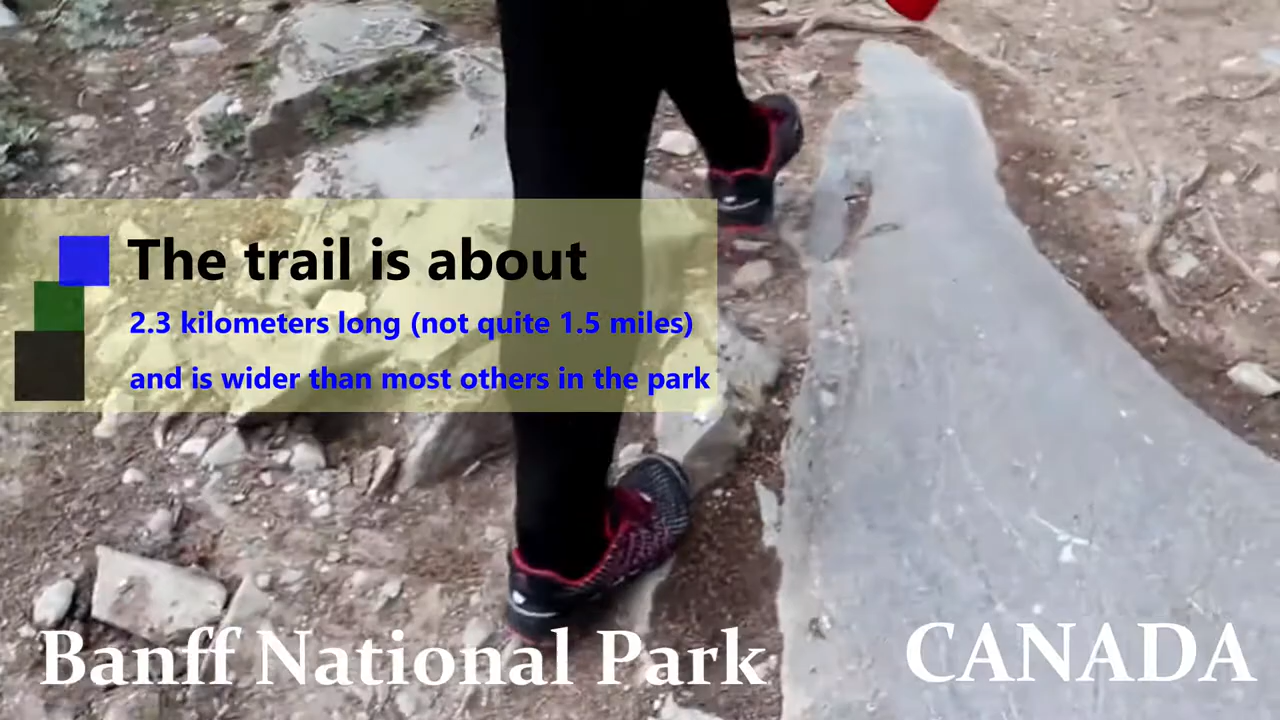 The trail is about
2.3 kilometers long (not quite 1.5 miles)
and is wider than most others in the park
Banff National Park
CANADA